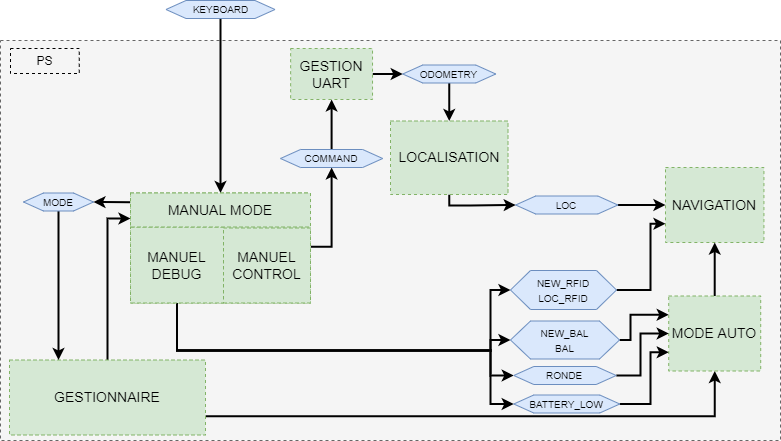 KEYBOARD
PS
GESTION
UART
ODOMETRY
COMMAND
LOCALISATION
MODE
MANUAL MODE
LOC
NAVIGATION
MANUEL
DEBUG
MANUEL
CONTROL
NEW_RFID
LOC_RFID
NEW_BAL
BAL
MODE AUTO
RONDE
GESTIONNAIRE
BATTERY_LOW